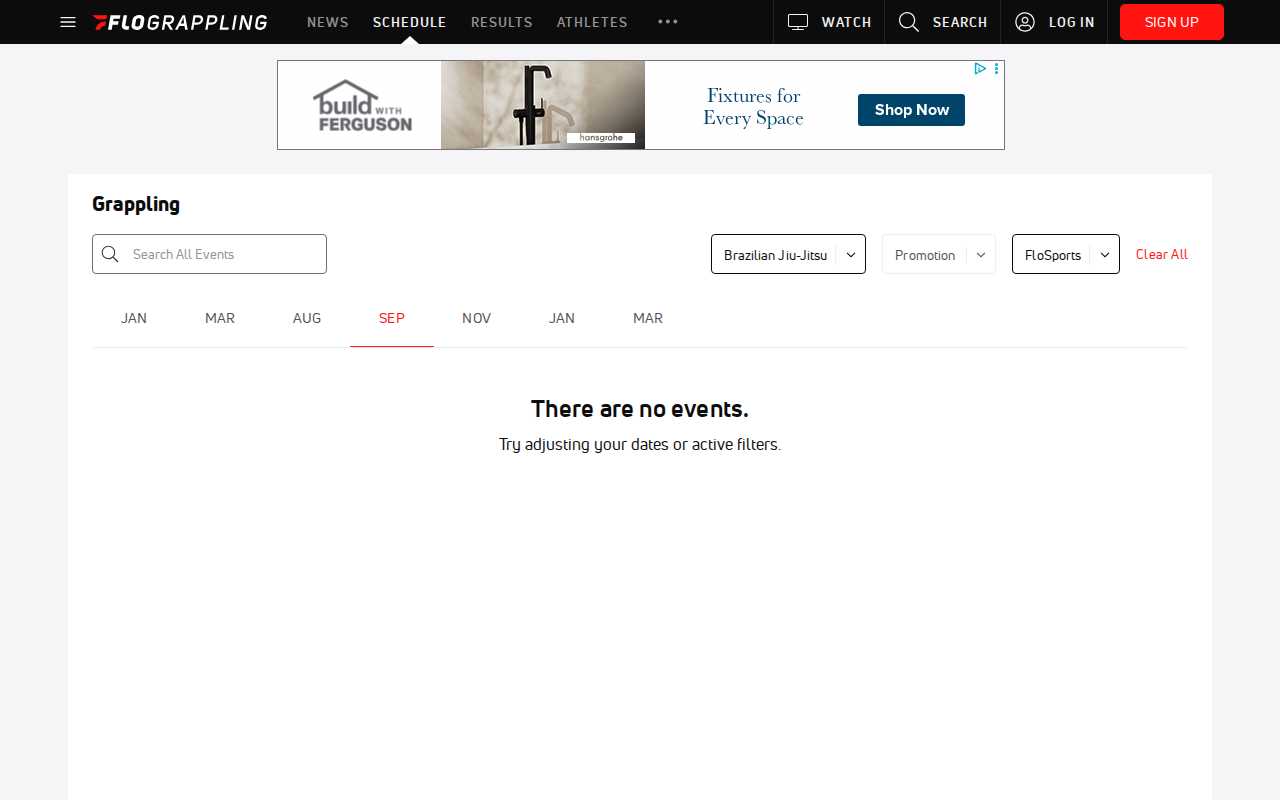 FLOGRAPPLING
NEWS
SCHEDULE
RESULTS
ATHLETES
WATCH
SEARCH
LOG IN
SIGN UP
build WITH
FERGUSON
hansgrohe
Fixtures for
Every Space
Shop Now
Grappling
Search All Events
Brazilian Jiu-Jitsu
Promotion
FloSports
Clear All
JAN
MAR
AUG
SEP
NOV
JAN
MAR
There are no events.
Try adjusting your dates or active filters.